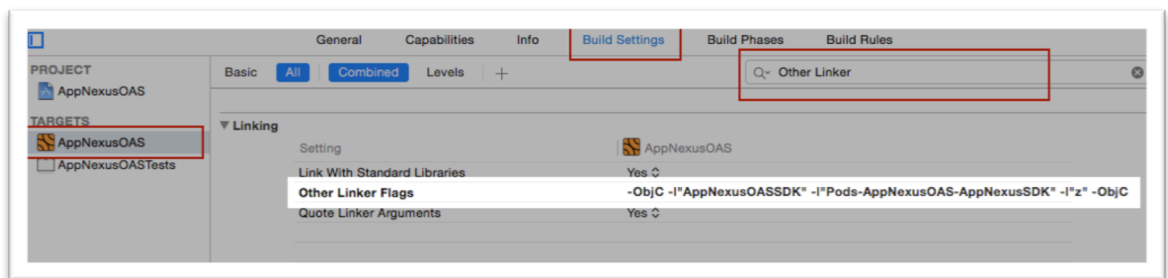 General Capabilities Info Build Settings Build Phases Build Rules
PROJECT
AppNexusOAS
TARGETS
AppNexusOAS
AppNexusOASTests
Basic All Combined Levels +
Other Linker
Linking
Setting AppNexusOAS
Link With Standard Libraries Yes
Other Linker Flags -ObjC -l"AppNexusOASSDK" -l"Pods-AppNexusOAS-AppNexusSDK" -l"z" -ObjC
Quote Linker Arguments Yes